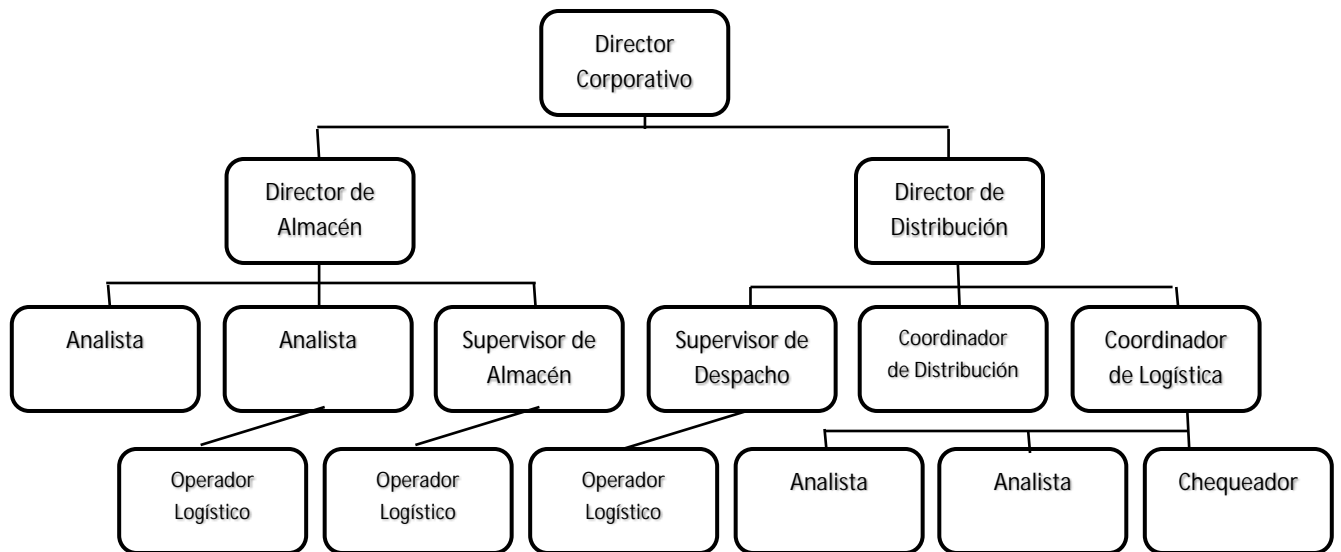 Director
Corporativo
Director de
Almacén
Director de
Distribución
Analista
Analista
Supervisor de
Almacén
Supervisor de
Despacho
Coordinador
de Distribución
Coordinador
de Logística
Operador
Logístico
Operador
Logístico
Operador
Logístico
Analista
Analista
Chequeador